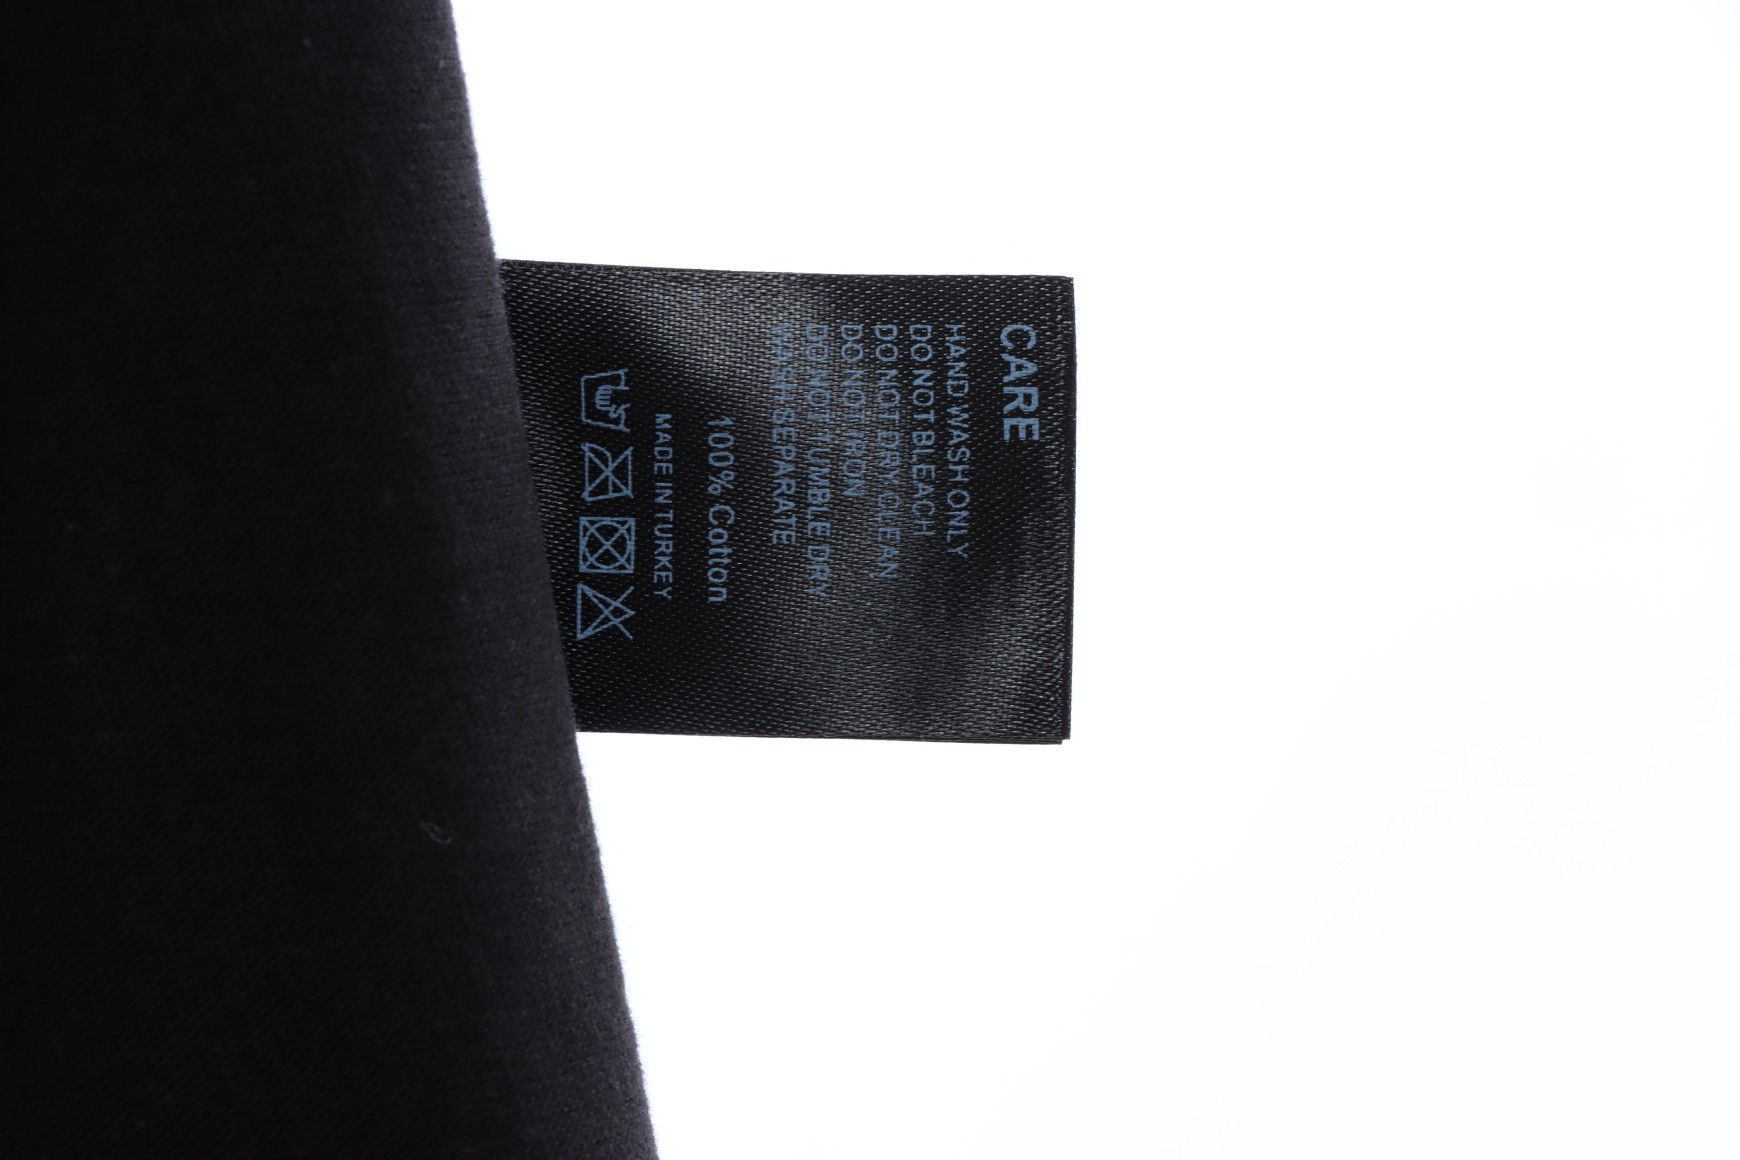 CARE
HAND WASH ONLY
DO NOT BLEACH
DO NOT DRY CLEAN
DO NOT IRON
DO NOT TUMBLE DRY
WASH SEPARATE
100% Cotton
MADE IN TURKEY